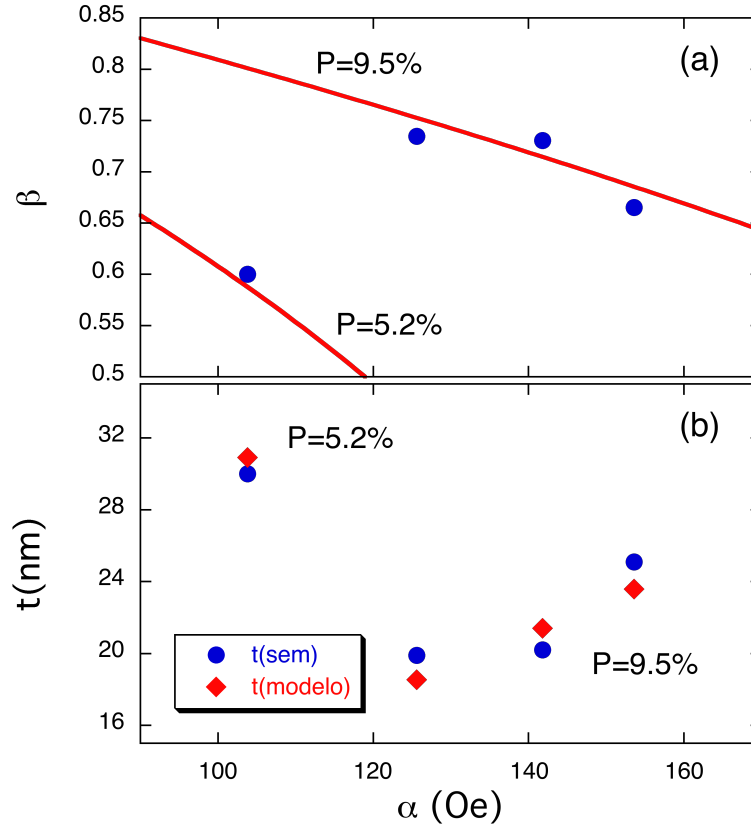 0.85
(a)
P=9.5%
0.8
0.75
0.7
β
0.65
0.6
P=5.2%
0.55
0.5
(b)
P=5.2%
32
28
t(nm)
24
t(sem)
20
P=9.5%
t(modelo)
16
100 120 140 160
α (Oe)